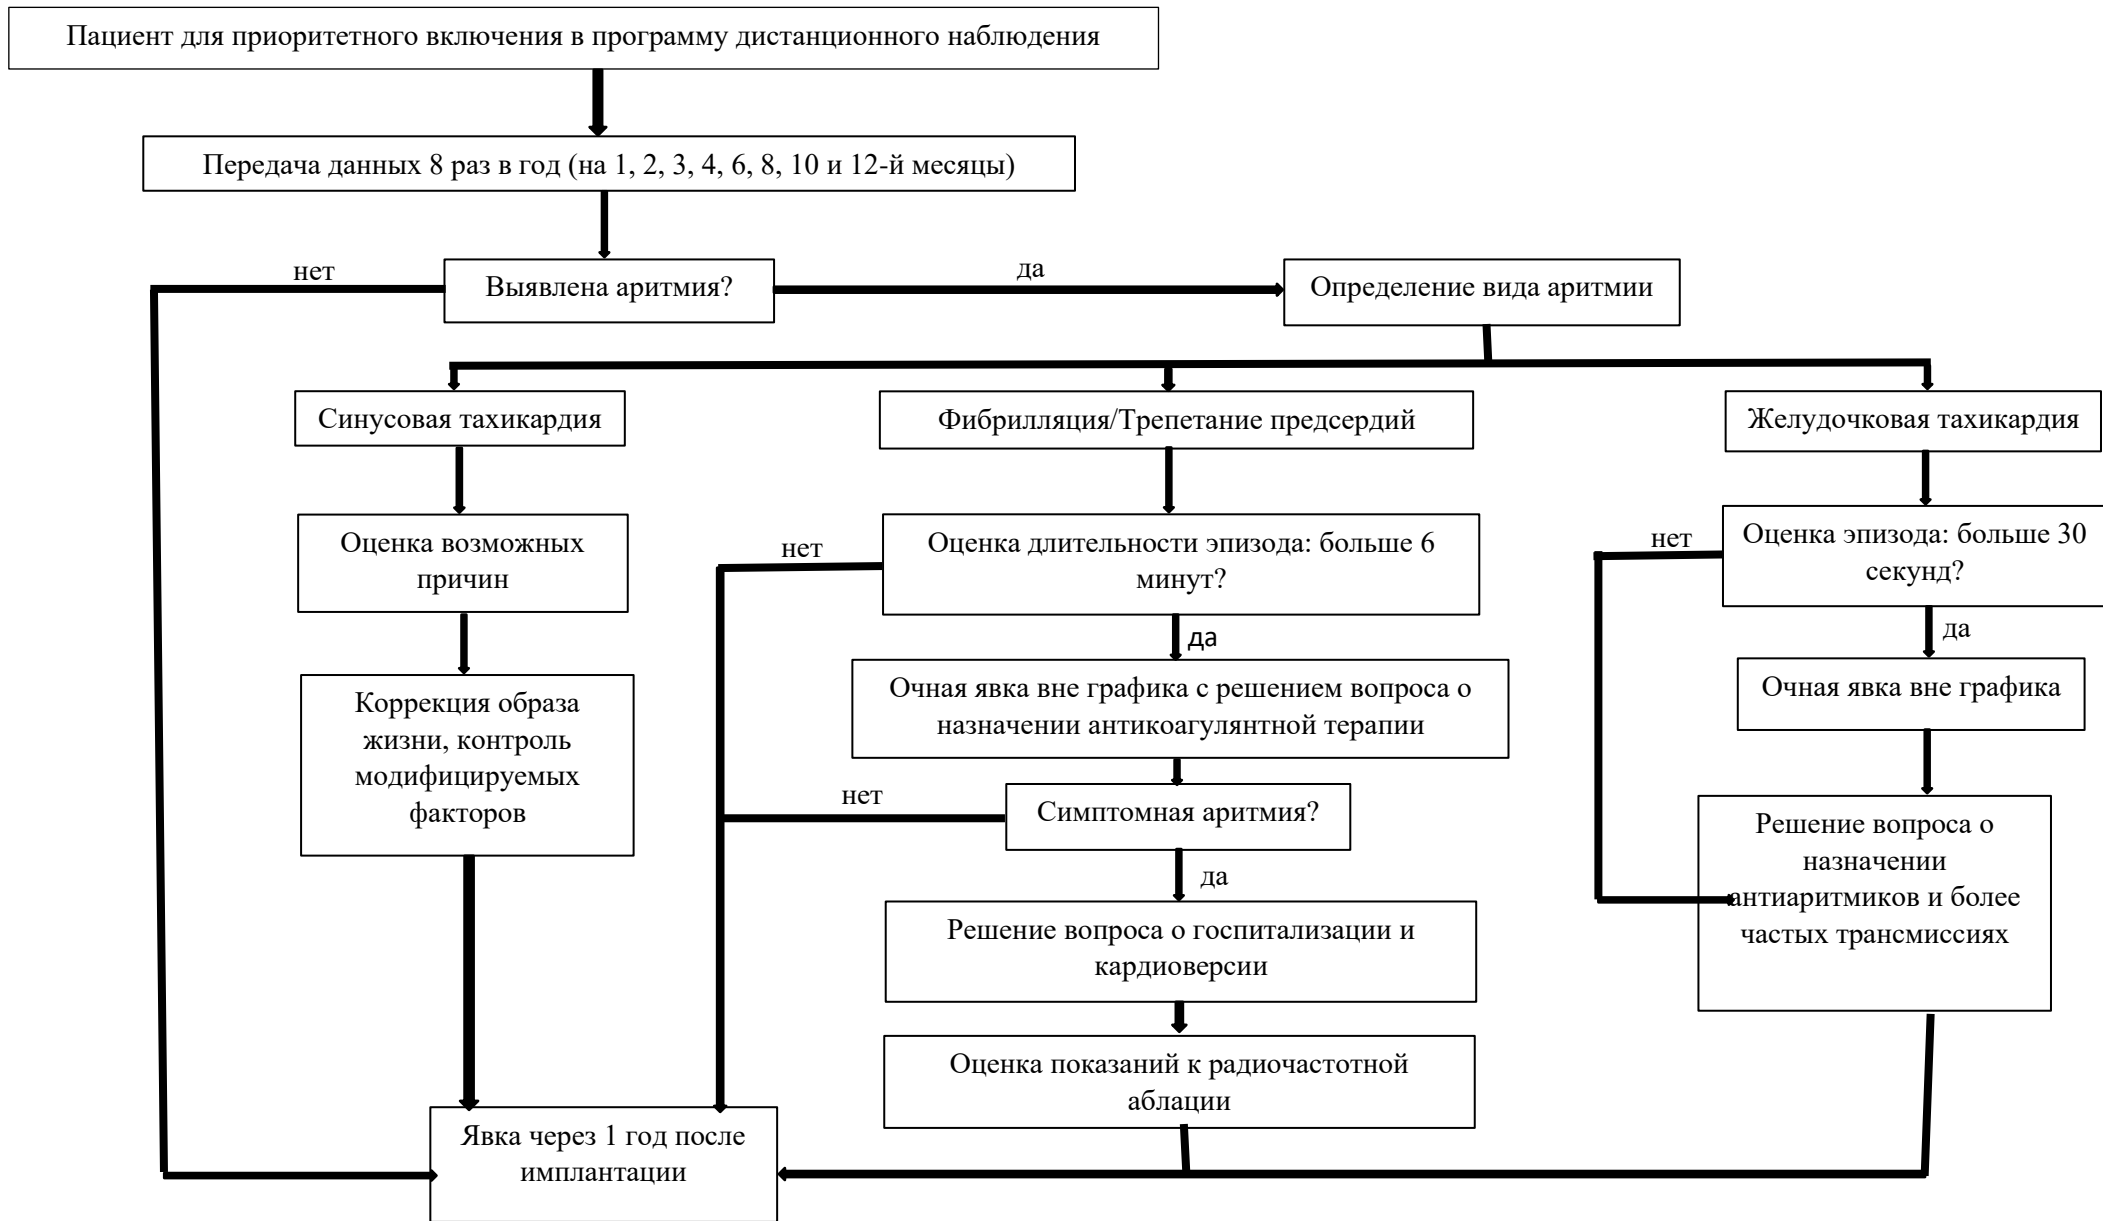 Пациент для приоритетного включения в программу дистанционного наблюдения
Передача данных 8 раз в год (на 1, 2, 3, 4, 6, 8, 10 и 12-й месяцы)
нет
Выявлена аритмия?
да
Определение вида аритмии
Синусовая тахикардия
Фибрилляция/Трепетание предсердий
Желудочковая тахикардия
Оценка возможных
причин
нет
Оценка длительности эпизода: больше 6
минут?
нет
Оценка эпизода: больше 30
секунд?
да
да
Коррекция образа
жизни, контроль
модифицируемых
факторов
Очная явка вне графика с решением вопроса о
назначении антикоагулянтной терапии
Очная явка вне графика
нет
Симптомная аритмия?
да
Решение вопроса о
назначении
антиаритмиков и более
частых трансмиссиях
Решение вопроса о госпитализации и
кардиоверсии
Оценка показаний к радиочастотной
аблации
Явка через 1 год после
имплантации